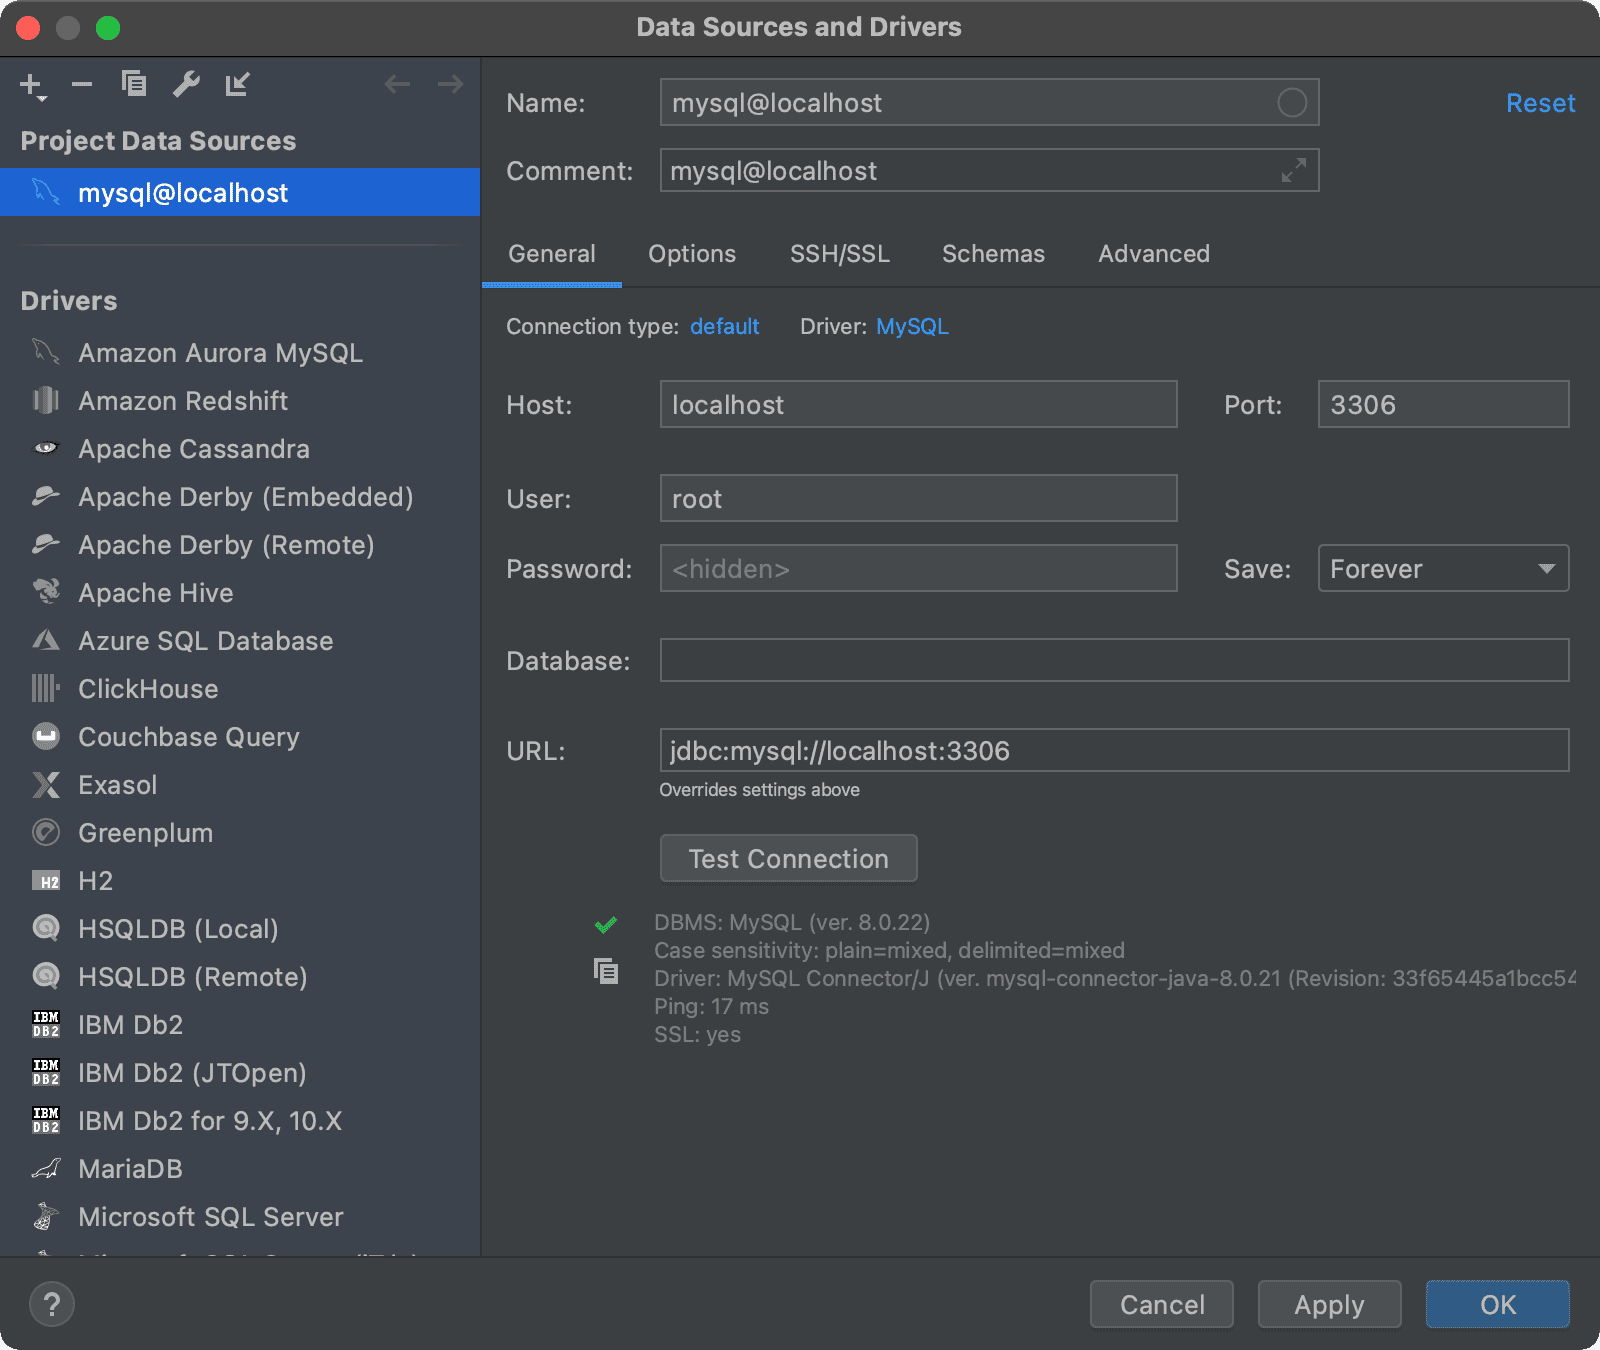 Data Sources and Drivers
Project Data Sources
mysql@localhost
Drivers
Amazon Aurora MySQL
Amazon Redshift
Apache Cassandra
Apache Derby (Embedded)
Apache Derby (Remote)
Apache Hive
Azure SQL Database
ClickHouse
Couchbase Query
Exasol
Greenplum
H2 H2
HSQLDB (Local)
HSQLDB (Remote)
IBM DB2 IBM Db2
IBM DB2 IBM Db2 (JTOpen)
IBM DB2 IBM Db2 for 9.X, 10.X
MariaDB
Microsoft SQL Server
Name: mysql@localhost Reset
Comment: mysql@localhost
General Options SSH/SSL Schemas Advanced
Connection type: default Driver: MySQL
Host: localhost Port: 3306
User: root
Password: <hidden> Save: Forever
Database:
URL: jdbc:mysql://localhost:3306
Overrides settings above
Test Connection
DBMS: MySQL (ver. 8.0.22)
Case sensitivity: plain=mixed, delimited=mixed
Driver: MySQL Connector/J (ver. mysql-connector-java-8.0.21 (Revision: 33f65445a1bcc54
Ping: 17 ms
SSL: yes
? Cancel Apply OK